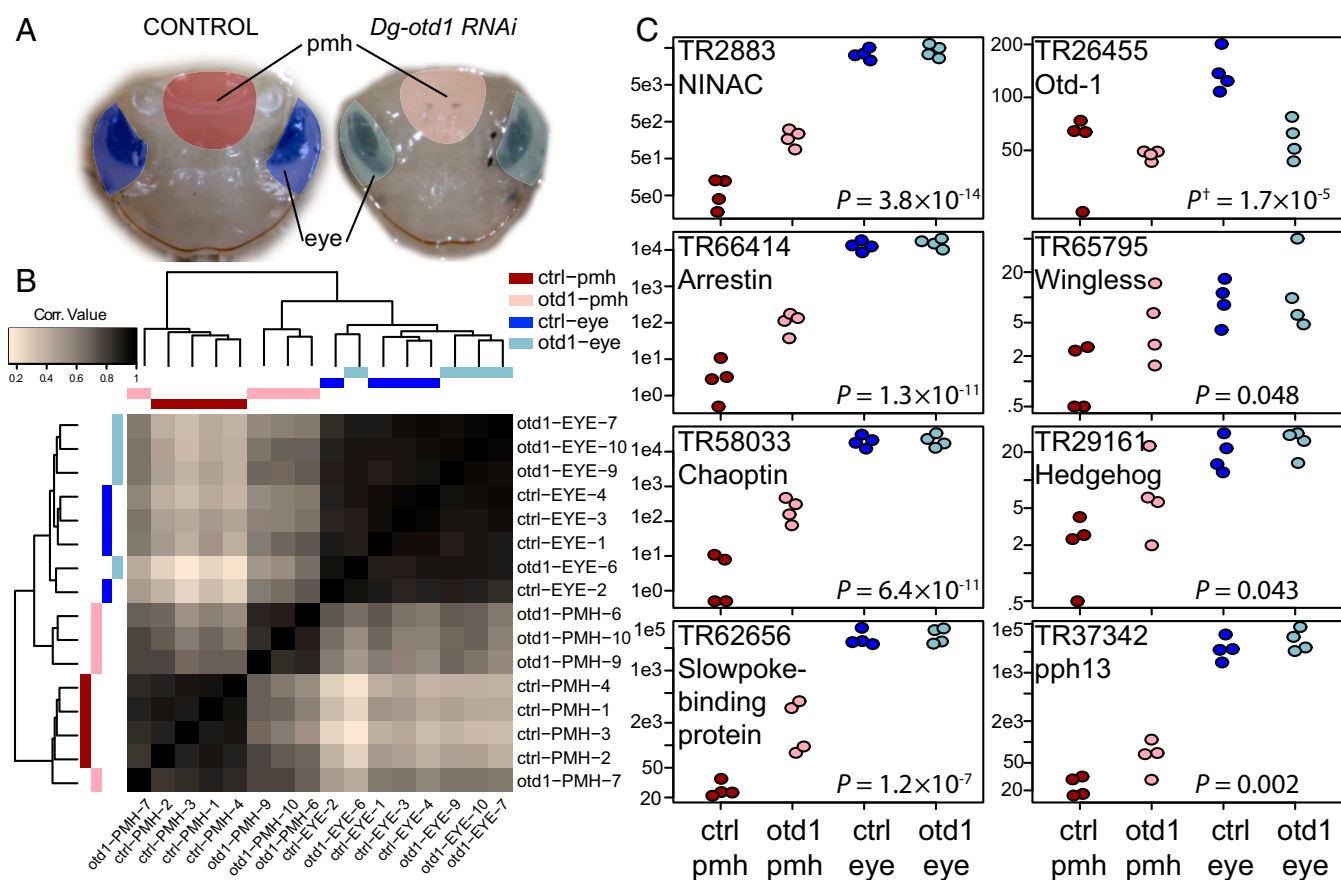 A
CONTROL
Dg-otd1 RNAi
pmh
eye
B
Corr. Value
0.2 0.4 0.6 0.8 1
ctrl−pmh
otd1−pmh
ctrl−eye
otd1−eye
otd1−EYE−7
otd1−EYE−10
otd1−EYE−9
ctrl−EYE−4
ctrl−EYE−3
ctrl−EYE−1
otd1−EYE−6
ctrl−EYE−2
otd1−PMH−6
otd1−PMH−10
otd1−PMH−9
ctrl−PMH−4
ctrl−PMH−1
ctrl−PMH−3
ctrl−PMH−2
otd1−PMH−7
otd1−PMH−7
ctrl−PMH−2
ctrl−PMH−3
ctrl−PMH−1
ctrl−PMH−4
otd1−PMH−9
otd1−PMH−10
otd1−PMH−6
ctrl−EYE−2
otd1−EYE−6
ctrl−EYE−1
ctrl−EYE−3
ctrl−EYE−4
otd1−EYE−9
otd1−EYE−10
otd1−EYE−7
C
TR2883
NINAC
5e3
5e2
5e1
5e0
P = 3.8×10-14
TR26455
Otd-1
200
100
50
P† = 1.7×10-5
TR66414
Arrestin
1e4
1e3
1e2
1e1
1e0
P = 1.3×10-11
TR65795
Wingless
20
5
2
.5
P = 0.048
TR58033
Chaoptin
1e4
1e3
1e2
1e1
1e0
P = 6.4×10-11
TR29161
Hedgehog
20
5
2
.5
P = 0.043
TR62656
Slowpoke-
binding
protein
1e5
1e3
2e3
50
20
P = 1.2×10-7
TR37342
pph13
1e5
1e3
2e3
50
20
P = 0.002
ctrl otd1 ctrl otd1
pmh pmh eye eye
ctrl otd1 ctrl otd1
pmh pmh eye eye